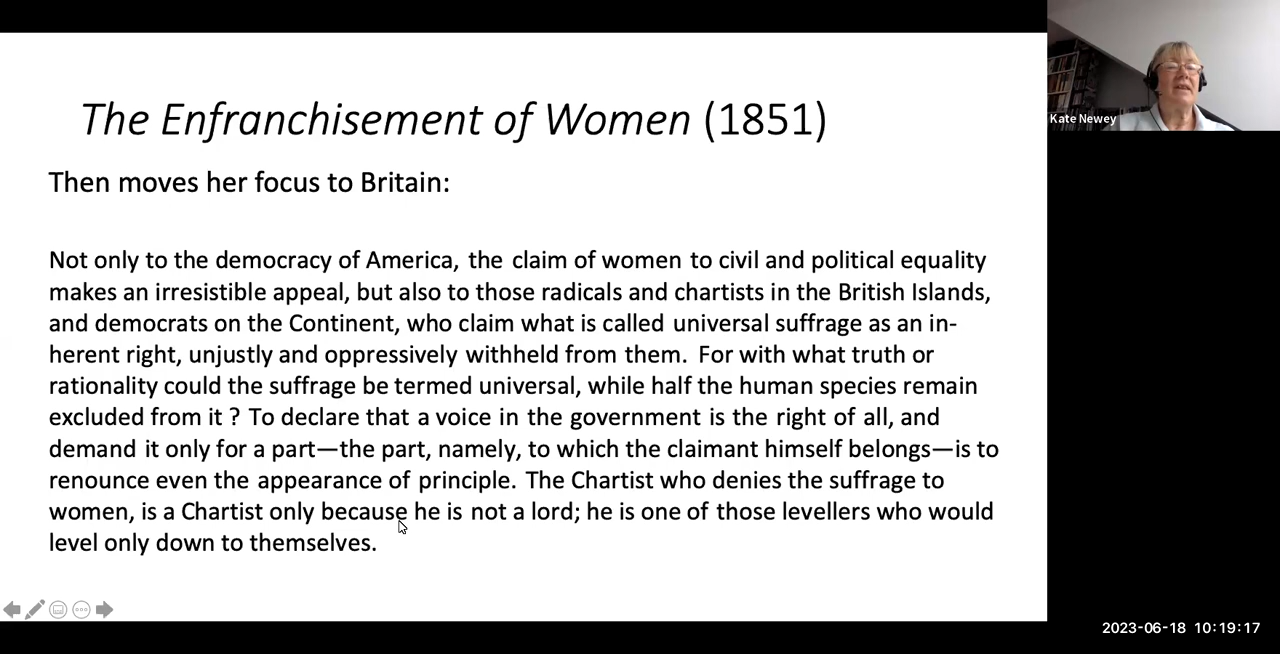 The Enfranchisement of Women (1851)
Then moves her focus to Britain:
Not only to the democracy of America, the claim of women to civil and political equality
makes an irresistible appeal, but also to those radicals and chartists in the British Islands,
and democrats on the Continent, who claim what is called universal suffrage as an in-
herent right, unjustly and oppressively withheld from them. For with what truth or
rationality could the suffrage be termed universal, while half the human species remain
excluded from it ? To declare that a voice in the government is the right of all, and
demand it only for a part—the part, namely, to which the claimant himself belongs—is to
renounce even the appearance of principle. The Chartist who denies the suffrage to
women, is a Chartist only because he is not a lord; he is one of those levellers who would
level only down to themselves.
Kate Newey
2023-06-18 10:19:17